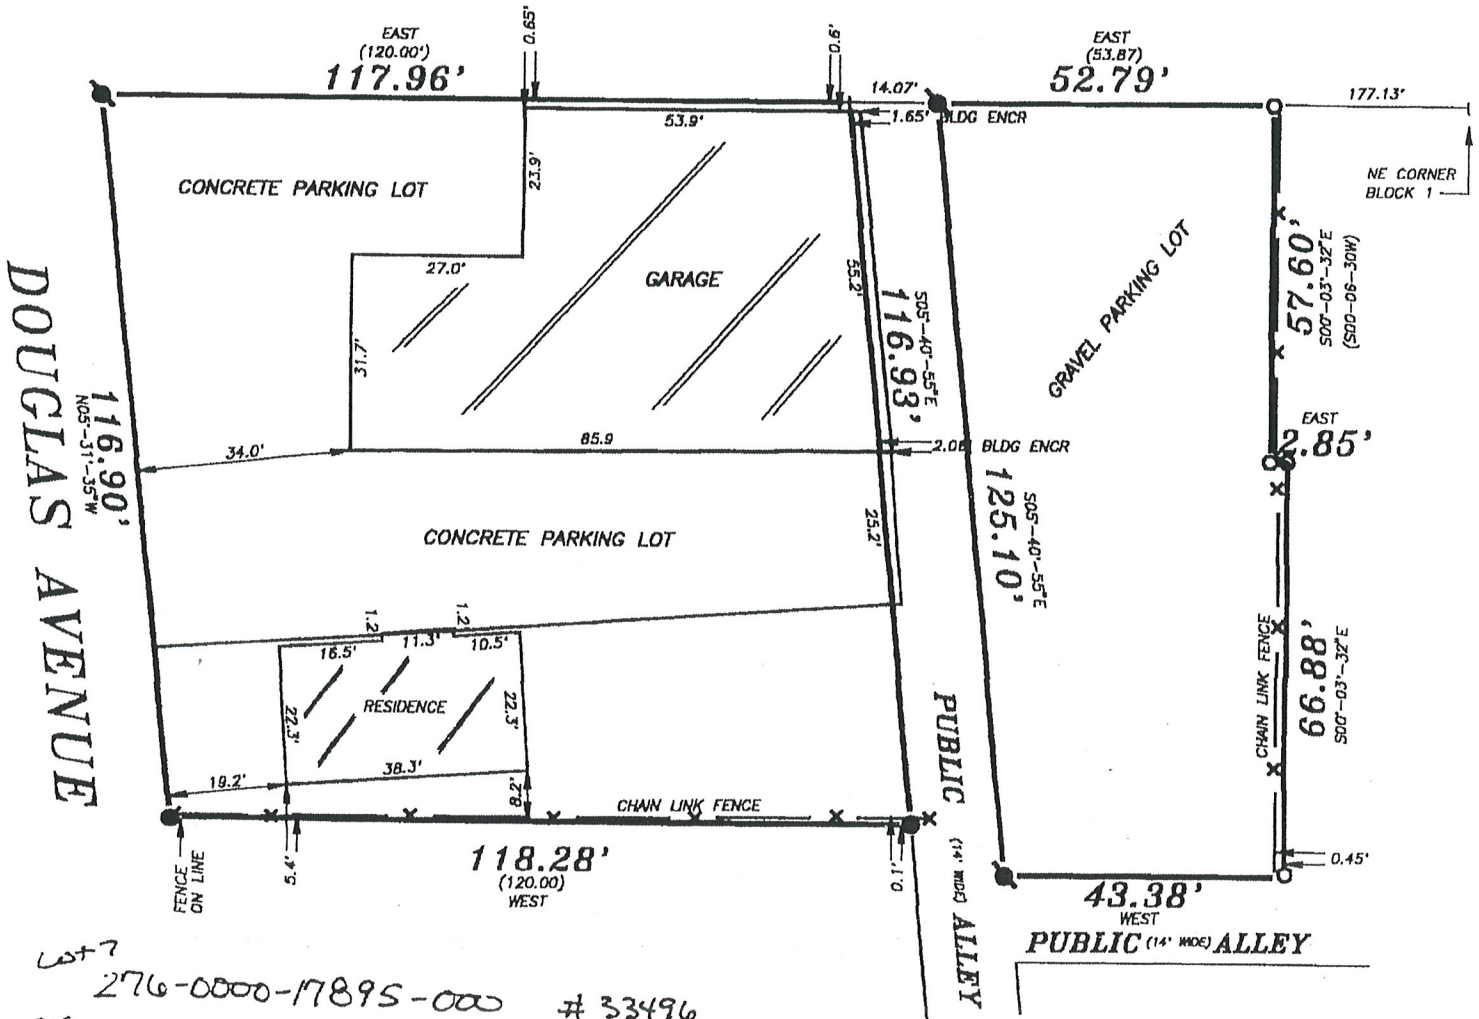 EAST
(120.00')
117.96'
0.65'
0.6'
14.07'
EAST
(53.87)
52.79'
177.13'
53.9'
1.65' BLDG ENCR
NE CORNER
BLOCK 1
CONCRETE PARKING LOT
23.9'
27.0'
GARAGE
31.7'
55.2'
S05°-40'-55"E
116.93'
GRAVEL PARKING LOT
57.60'
S00°-03'-32"E
(S00-06-30W)
DOUGLAS AVENUE
116.90'
N05°-31'-35"W
34.0'
85.9
BLDG ENCR
EAST
2.85'
CONCRETE PARKING LOT
25.2'
S05°-40'-55"E
125.10'
1.2'
1.2'
16.5'
11.3'
10.5'
RESIDENCE
22.3'
22.3'
38.3'
19.2'
8.2'
CHAIN LINK FENCE
66.88'
S00°-03'-32"E
CHAIN LINK FENCE
FENCE
ON LINE
5.4'
118.28'
(120.00)
WEST
0.1'
PUBLIC (14' WIDE) ALLEY
0.45'
43.38'
WEST
PUBLIC (14' WIDE) ALLEY
Lot 7
276-0000-17895-000 # 33496